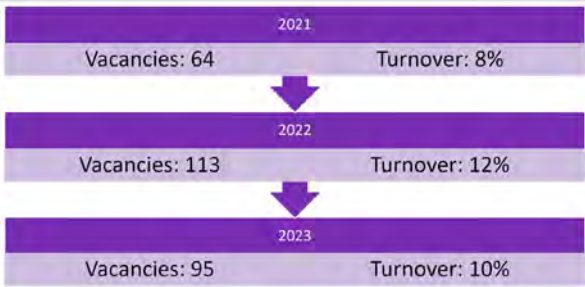 2021
Vacancies: 64 Turnover: 8%
2022
Vacancies: 113 Turnover: 12%
2023
Vacancies: 95 Turnover: 10%